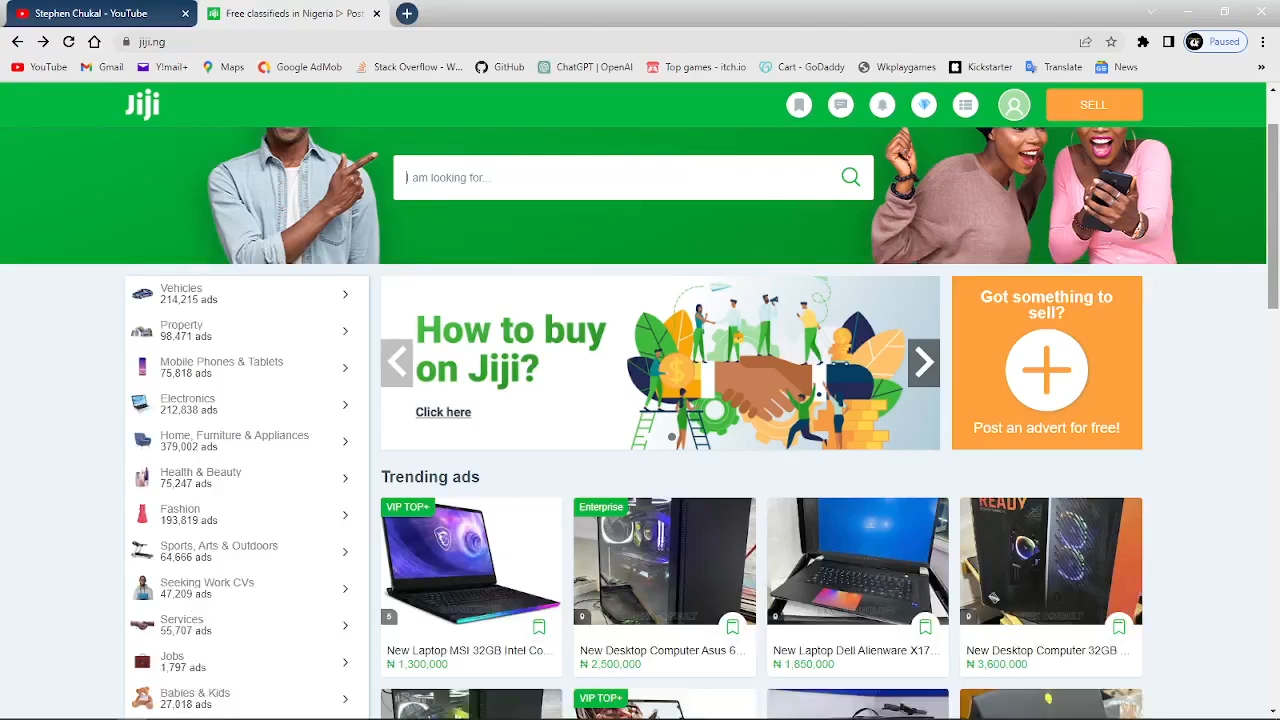 Stephen Chukal - YouTube
Free classifieds in Nigeria ᐅ Post
jiji.ng
Paused
YouTube
Gmail
Y!mail+
Maps
Google AdMob
Stack Overflow - W...
GitHub
ChatGPT | OpenAI
Top games - itch.io
Cart - GoDaddy
Wkplaygames
Kickstarter
Translate
News
Jiji
SELL
I am looking for...
Vehicles
214,215 ads
Property
98,471 ads
Mobile Phones & Tablets
75,818 ads
Electronics
212,838 ads
Home, Furniture & Appliances
379,002 ads
Health & Beauty
75,247 ads
Fashion
193,819 ads
Sports, Arts & Outdoors
64,666 ads
Seeking Work CVs
47,209 ads
Services
55,707 ads
Jobs
1,797 ads
Babies & Kids
27,018 ads
How to buy
on Jiji?
Click here
Got something to
sell?
Post an advert for free!
Trending ads
VIP TOP+
New Laptop MSI 32GB Intel Co...
₦ 1,300,000
Enterprise
New Desktop Computer Asus 6...
₦ 2,500,000
New Laptop Dell Alienware X17...
₦ 1,850,000
READY
New Desktop Computer 32GB ...
₦ 3,600,000
VIP TOP+